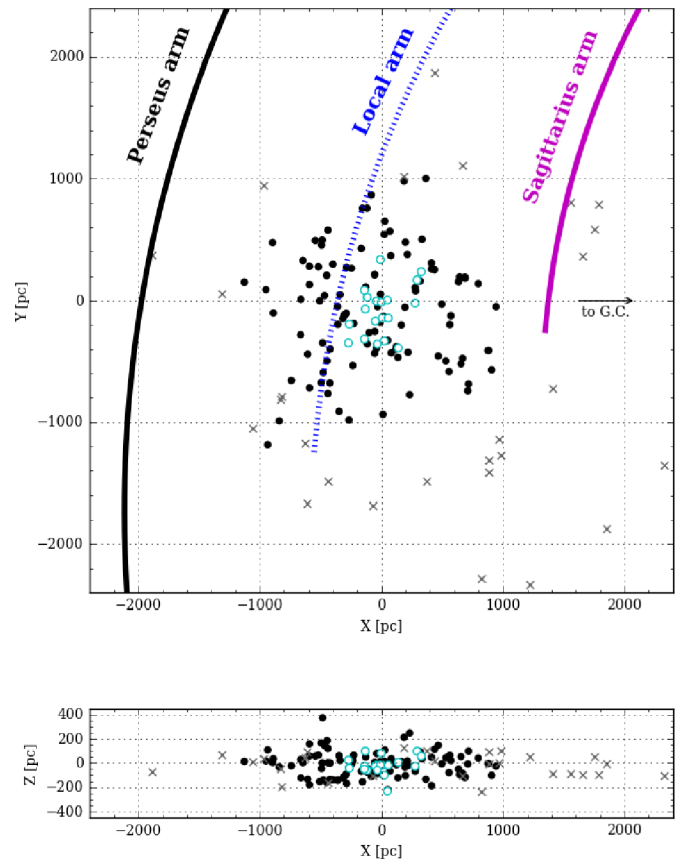 2000
1000
0
−1000
−2000
Y [pc]
Perseus arm
Local arm
Sagittarius arm
to G.C.
−2000 −1000 0 1000 2000
X [pc]
400
200
0
−200
−400
Z [pc]
−2000 −1000 0 1000 2000
X [pc]